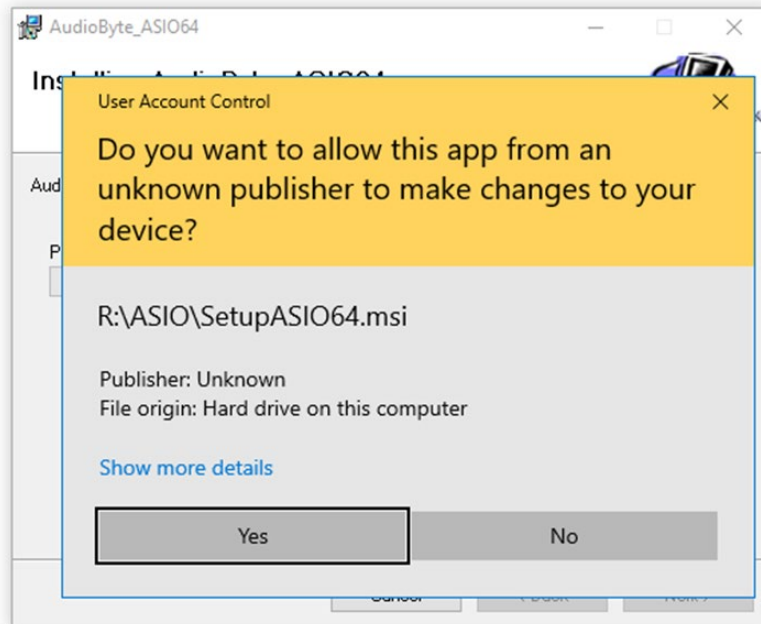 AudioByte_ASIO64
User Account Control
Do you want to allow this app from an
unknown publisher to make changes to your
device?
Aud
P
R:\ASIO\SetupASIO64.msi
Publisher: Unknown
File origin: Hard drive on this computer
Show more details
Yes
No